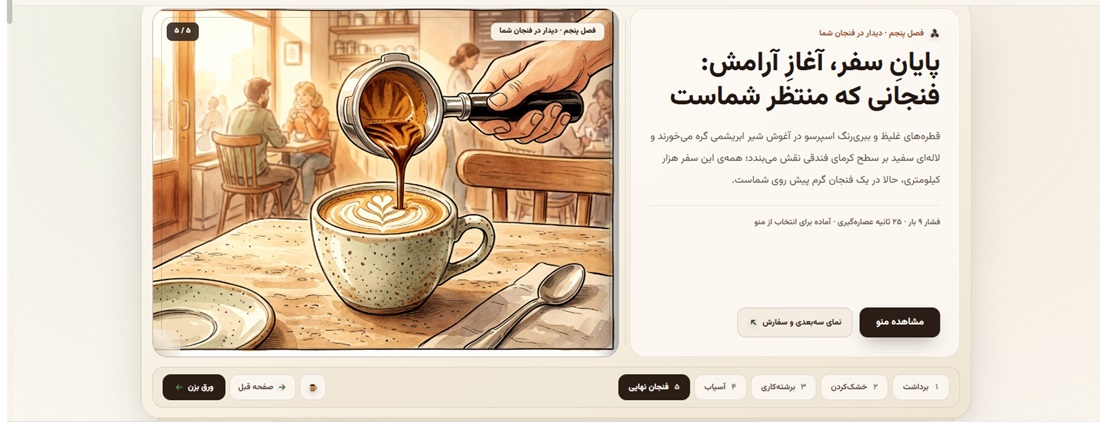 فصل پنجم · دیدار در فنجان شما
پایانِ سفر، آغازِ آرامش:
فنجانی که منتظر شماست
قطره‌های غلیظ و ببری‌رنگ اسپرسو در آغوش شیر ابریشمی گره می‌خورند و
لاله‌ای سفید بر سطح کرمای فندقی نقش می‌بندد؛ همه‌ی این سفر هزار
کیلومتری، حالا در یک فنجان گرم پیش روی شماست.
فشار ۹ بار · ۲۵ ثانیه عصاره‌گیری · آماده برای انتخاب از منو
مشاهده منو
نمای سه‌بعدی و سفارش ↖
فصل پنجم · دیدار در فنجان شما
۵ / ۵
۱ برداشت
۲ خشک‌کردن
۳ برشته‌کاری
۴ آسیاب
۵ فنجان نهایی
→ صفحه قبل
ورق بزن ←